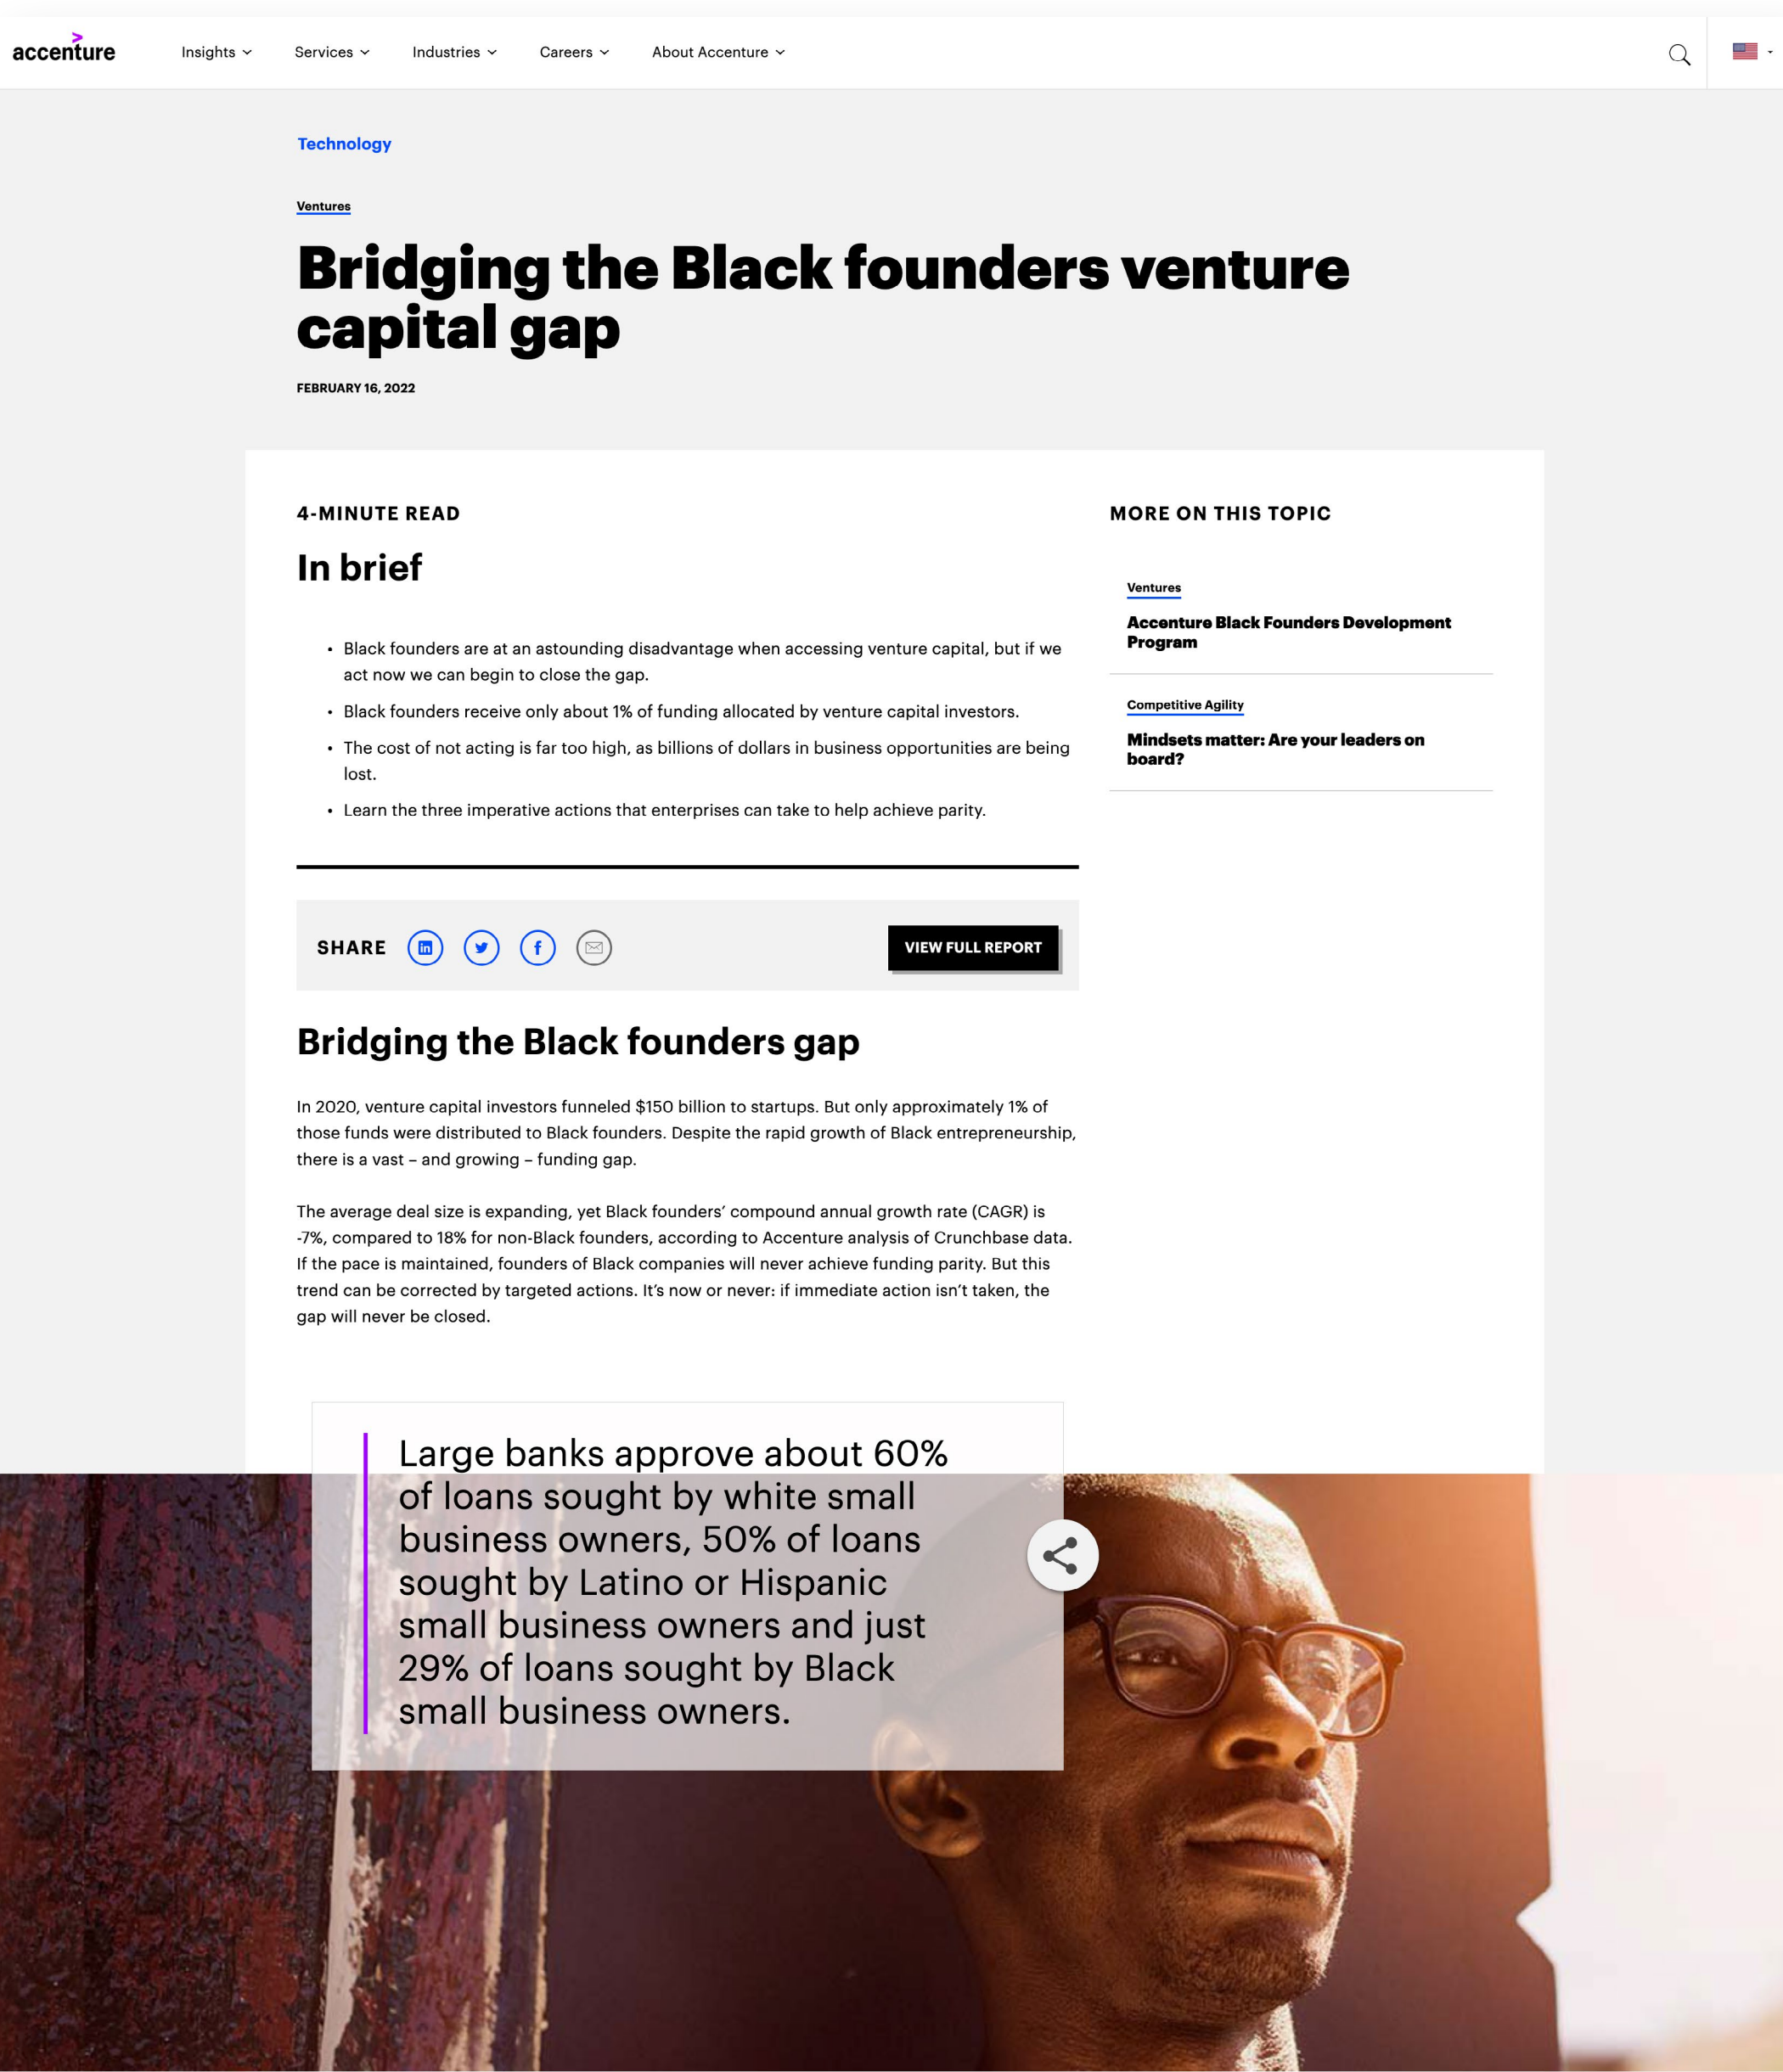 accenture
Insights
Services
Industries
Careers
About Accenture
Technology
Ventures
Bridging the Black founders venture
capital gap
FEBRUARY 16, 2022
4-MINUTE READ
In brief
• Black founders are at an astounding disadvantage when accessing venture capital, but if we
act now we can begin to close the gap.
• Black founders receive only about 1% of funding allocated by venture capital investors.
• The cost of not acting is far too high, as billions of dollars in business opportunities are being
lost.
• Learn the three imperative actions that enterprises can take to help achieve parity.
MORE ON THIS TOPIC
Ventures
Accenture Black Founders Development
Program
Competitive Agility
Mindsets matter: Are your leaders on
board?
SHARE
VIEW FULL REPORT
Bridging the Black founders gap
In 2020, venture capital investors funneled $150 billion to startups. But only approximately 1% of
those funds were distributed to Black founders. Despite the rapid growth of Black entrepreneurship,
there is a vast – and growing – funding gap.
The average deal size is expanding, yet Black founders’ compound annual growth rate (CAGR) is
-7%, compared to 18% for non-Black founders, according to Accenture analysis of Crunchbase data.
If the pace is maintained, founders of Black companies will never achieve funding parity. But this
trend can be corrected by targeted actions. It’s now or never: if immediate action isn’t taken, the
gap will never be closed.
Large banks approve about 60%
of loans sought by white small
business owners, 50% of loans
sought by Latino or Hispanic
small business owners and just
29% of loans sought by Black
small business owners.